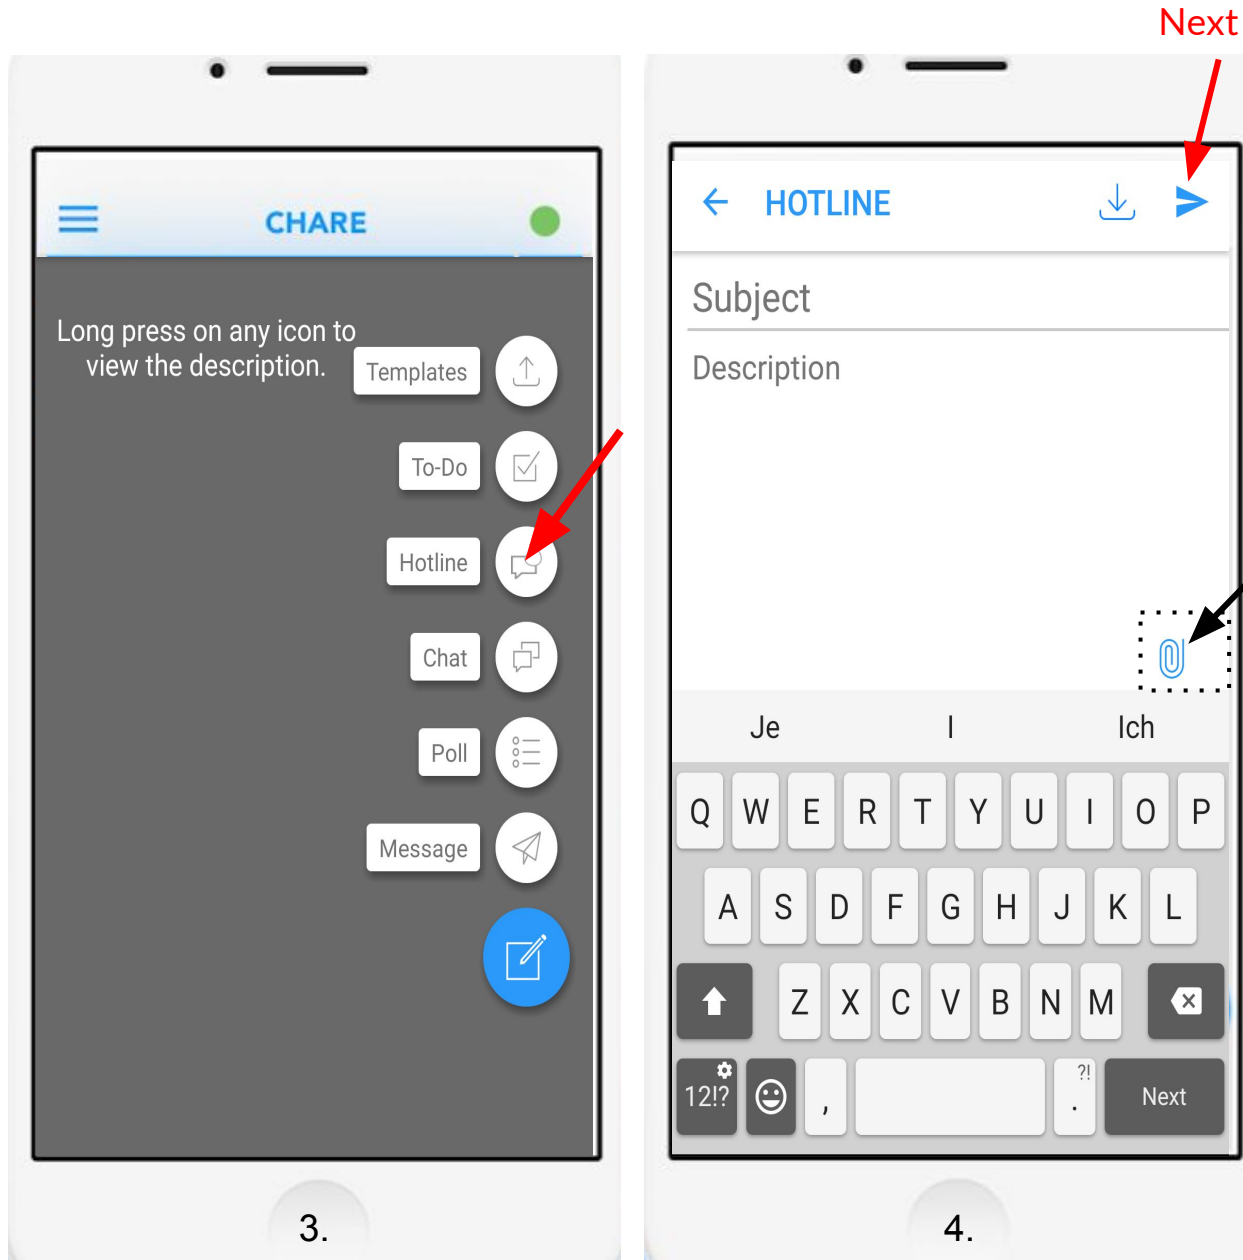 Next
CHARE
Long press on any icon to
view the description.
Templates
To-Do
Hotline
Chat
Poll
Message
3.
HOTLINE
Subject
Description
Je I Ich
Q W E R T Y U I O P
A S D F G H J K L
Z X C V B N M
12!? , ?! . Next
4.